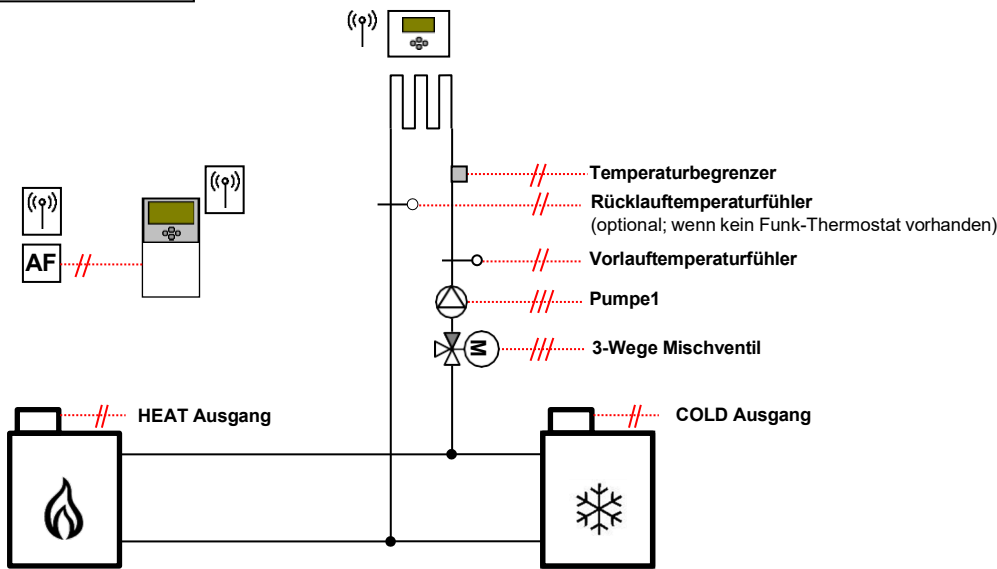 Temperaturbegrenzer
Rücklauftemperaturfühler
(optional; wenn kein Funk-Thermostat vorhanden)
AF
Vorlauftemperaturfühler
Pumpe1
M
3-Wege Mischventil
HEAT Ausgang
COLD Ausgang